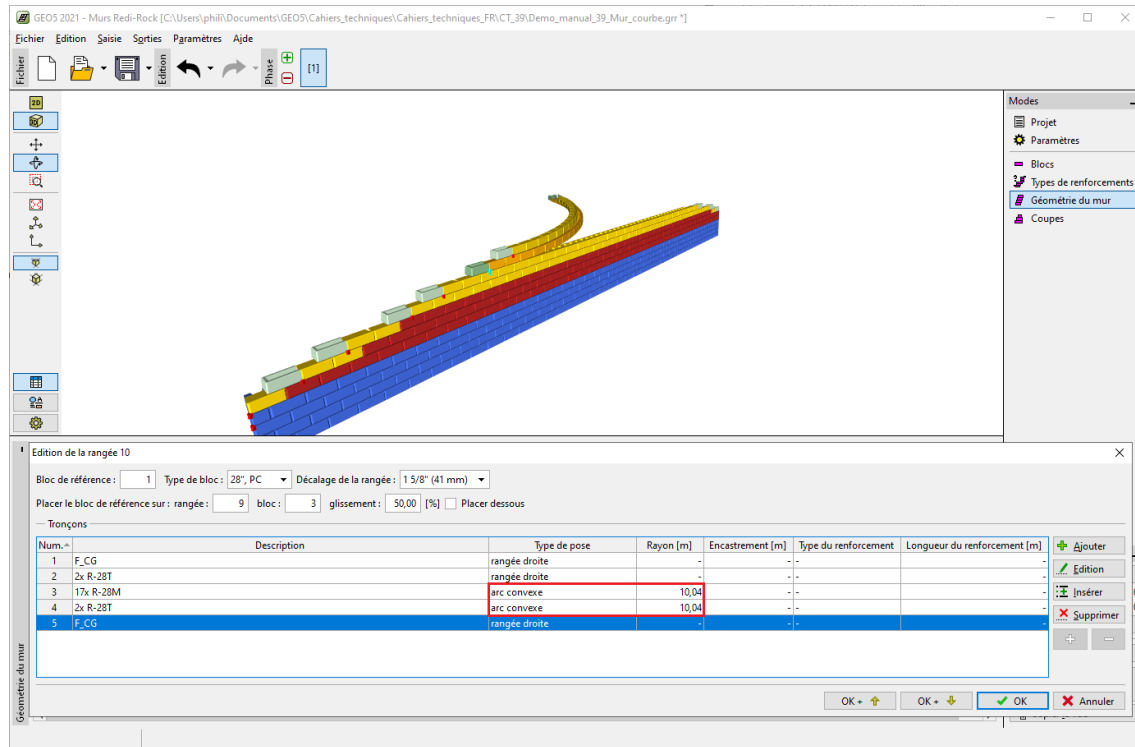 GEO5 2021 - Murs Redi-Rock [C:\Users\phili\Documents\GEO5\Cahiers_techniques\Cahiers_techniques_FR\CT_39\Demo_manual_39_Mur_courbe.grr *]
Fichier Edition Saisie Sorties Paramètres Aide
Fichier
Edition
Phase
[1]
2D
3D
Modes
Projet
Paramètres
Blocs
Types de renforcements
Géométrie du mur
Coupes
Edition de la rangée 10
Bloc de référence : 1 Type de bloc : 28", PC Décalage de la rangée : 1 5/8" (41 mm)
Placer le bloc de référence sur : rangée : 9 bloc : 3 glissement : 50,00 [%] Placer dessous
Tronçons
Num. Description Type de pose Rayon [m] Encastrement [m] Type du renforcement Longueur du renforcement [m]
1 F_CG rangée droite - - - -
2 2x R-28T rangée droite - - - -
3 17x R-28M arc convexe 10,04 - - -
4 2x R-28T arc convexe 10,04 - - -
5 F_CG rangée droite - - - -
Ajouter
Edition
Insérer
Supprimer
+ −
OK + OK + OK Annuler
Géométrie du mur